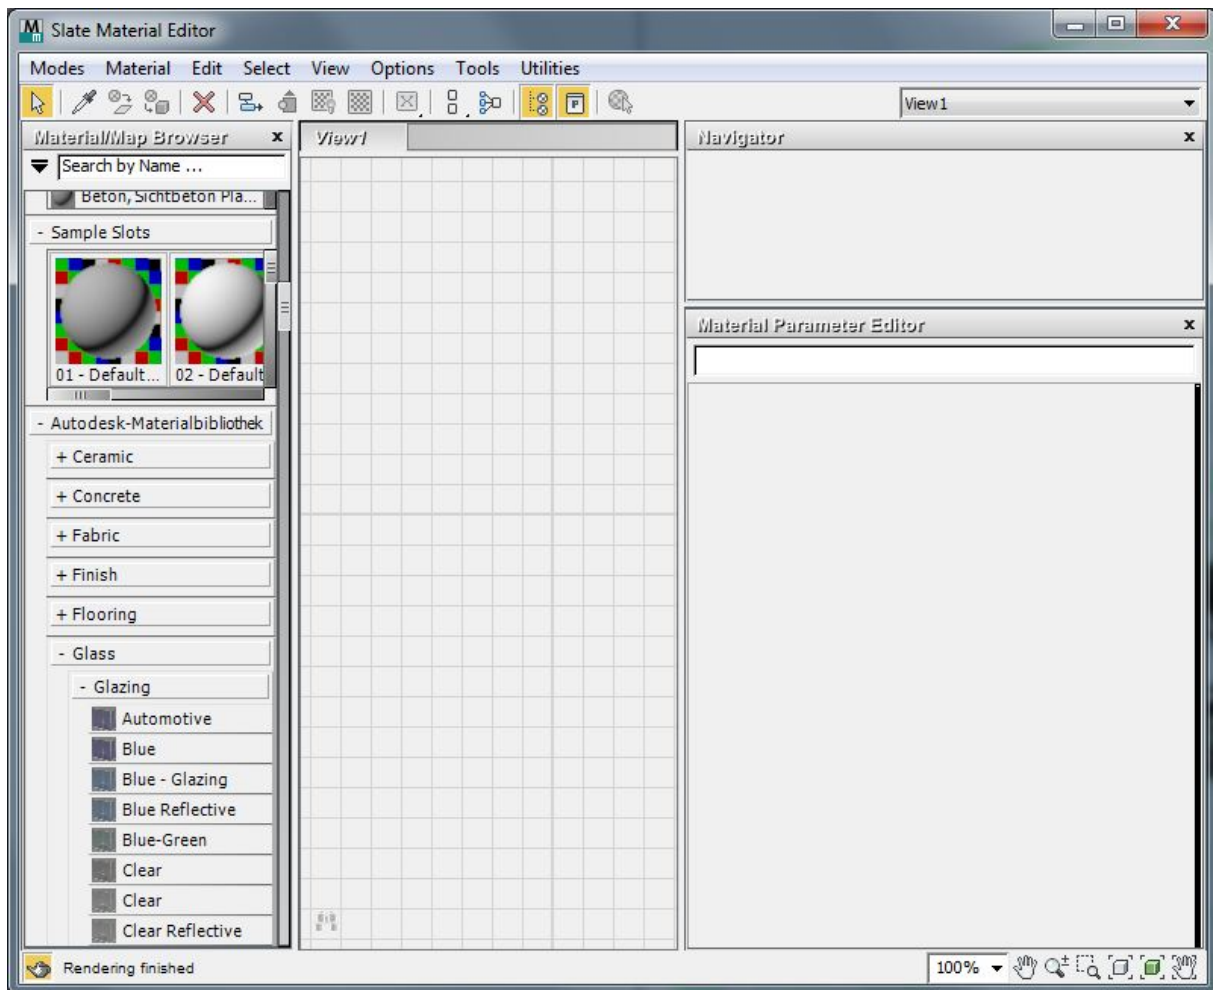 Slate Material Editor
Modes Material Edit Select View Options Tools Utilities
View1
Material/Map Browser
View1
Navigator
Search by Name ...
Beton, Sichtbeton Pla...
- Sample Slots
01 - Default... 02 - Default
Material Parameter Editor
- Autodesk-Materialbibliothek
+ Ceramic
+ Concrete
+ Fabric
+ Finish
+ Flooring
- Glass
- Glazing
Automotive
Blue
Blue - Glazing
Blue Reflective
Blue-Green
Clear
Clear
Clear Reflective
Rendering finished
100%